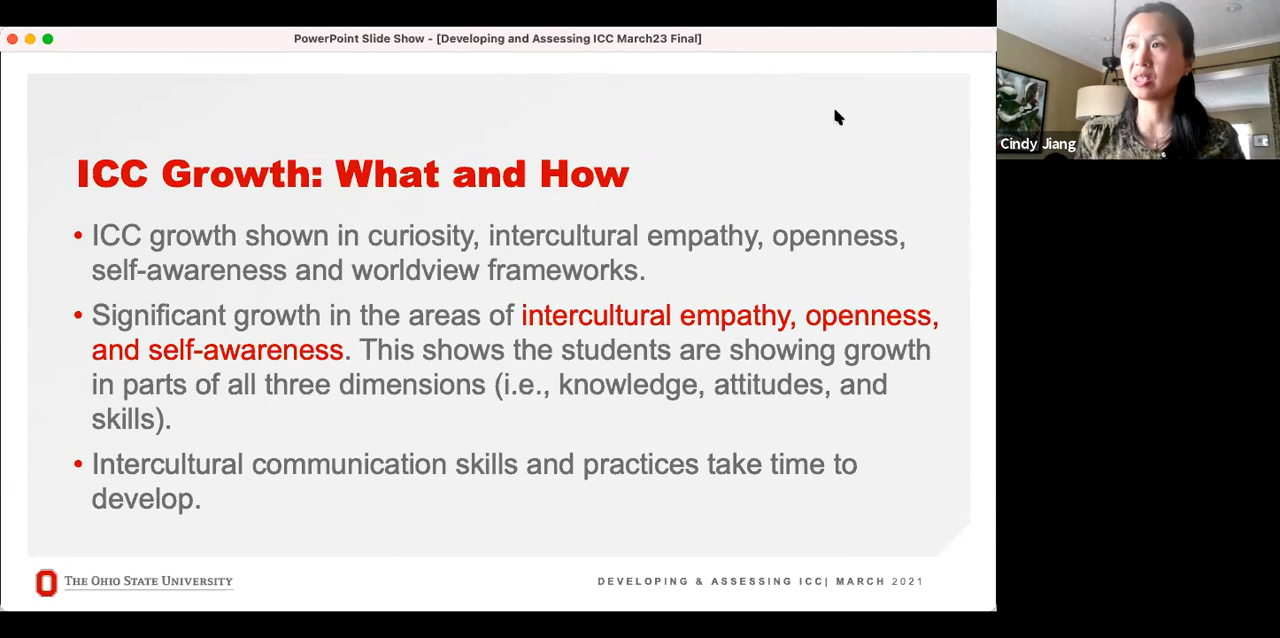 PowerPoint Slide Show - [Developing and Assessing ICC March23 Final]
Cindy Jiang
ICC Growth: What and How
• ICC growth shown in curiosity, intercultural empathy, openness,
self-awareness and worldview frameworks.
• Significant growth in the areas of intercultural empathy, openness,
and self-awareness. This shows the students are showing growth
in parts of all three dimensions (i.e., knowledge, attitudes, and
skills).
• Intercultural communication skills and practices take time to
develop.
THE OHIO STATE UNIVERSITY
DEVELOPING & ASSESSING ICC| MARCH 2021